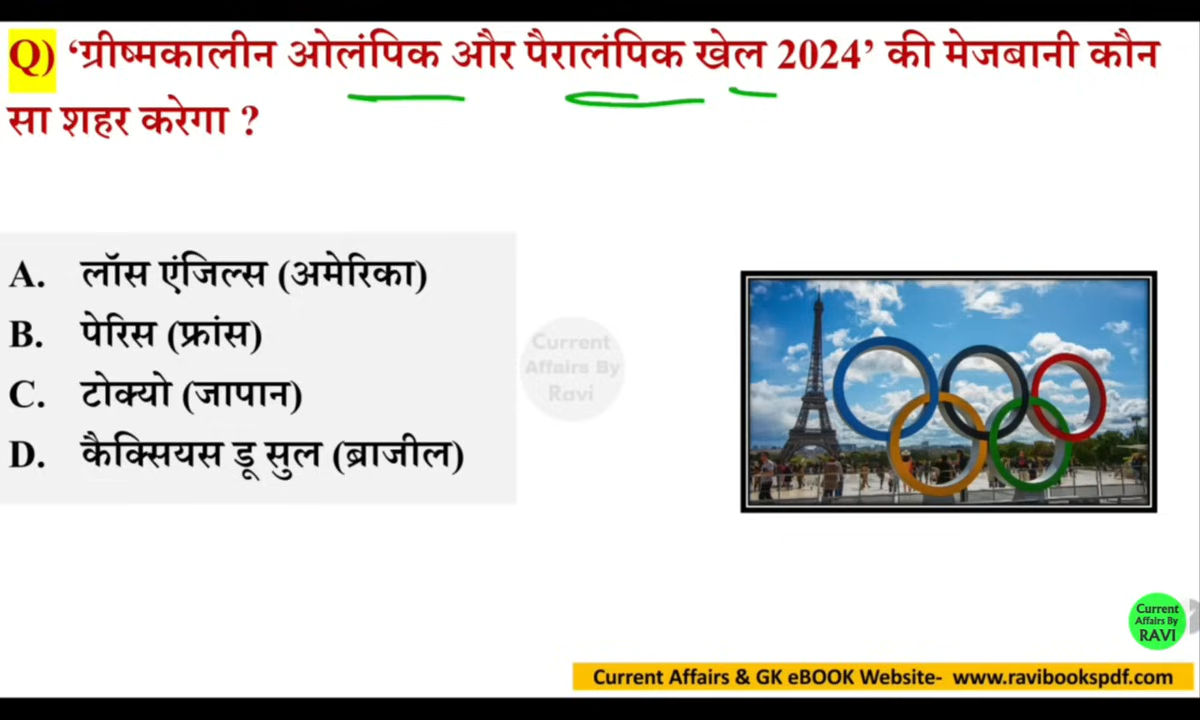 Q) ‘ग्रीष्मकालीन ओलंपिक और पैरालंपिक खेल 2024’ की मेजबानी कौन
सा शहर करेगा ?
A. लॉस एंजिल्स (अमेरिका)
B. पेरिस (फ्रांस)
C. टोक्यो (जापान)
D. कैक्सियस डू सुल (ब्राजील)
Current
Affairs By
Ravi
Current
Affairs By
RAVI
Current Affairs & GK eBOOK Website- www.ravibookspdf.com